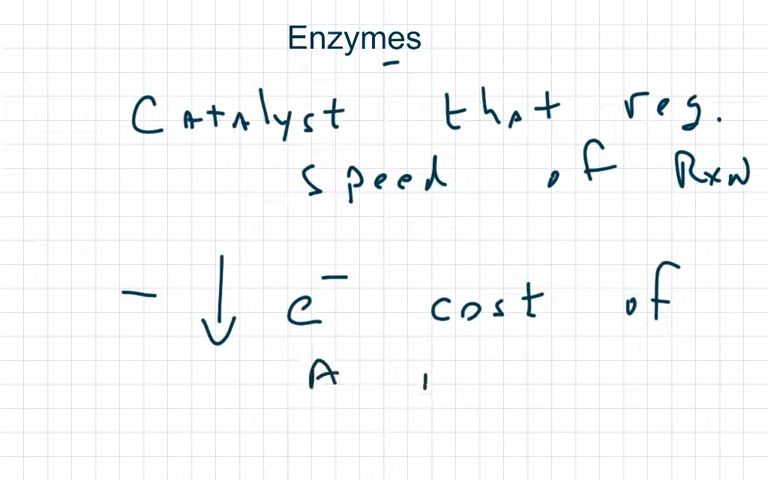 Enzymes
Catalyst that reg.
speed of Rxn
- ↓ e⁻ cost of
A